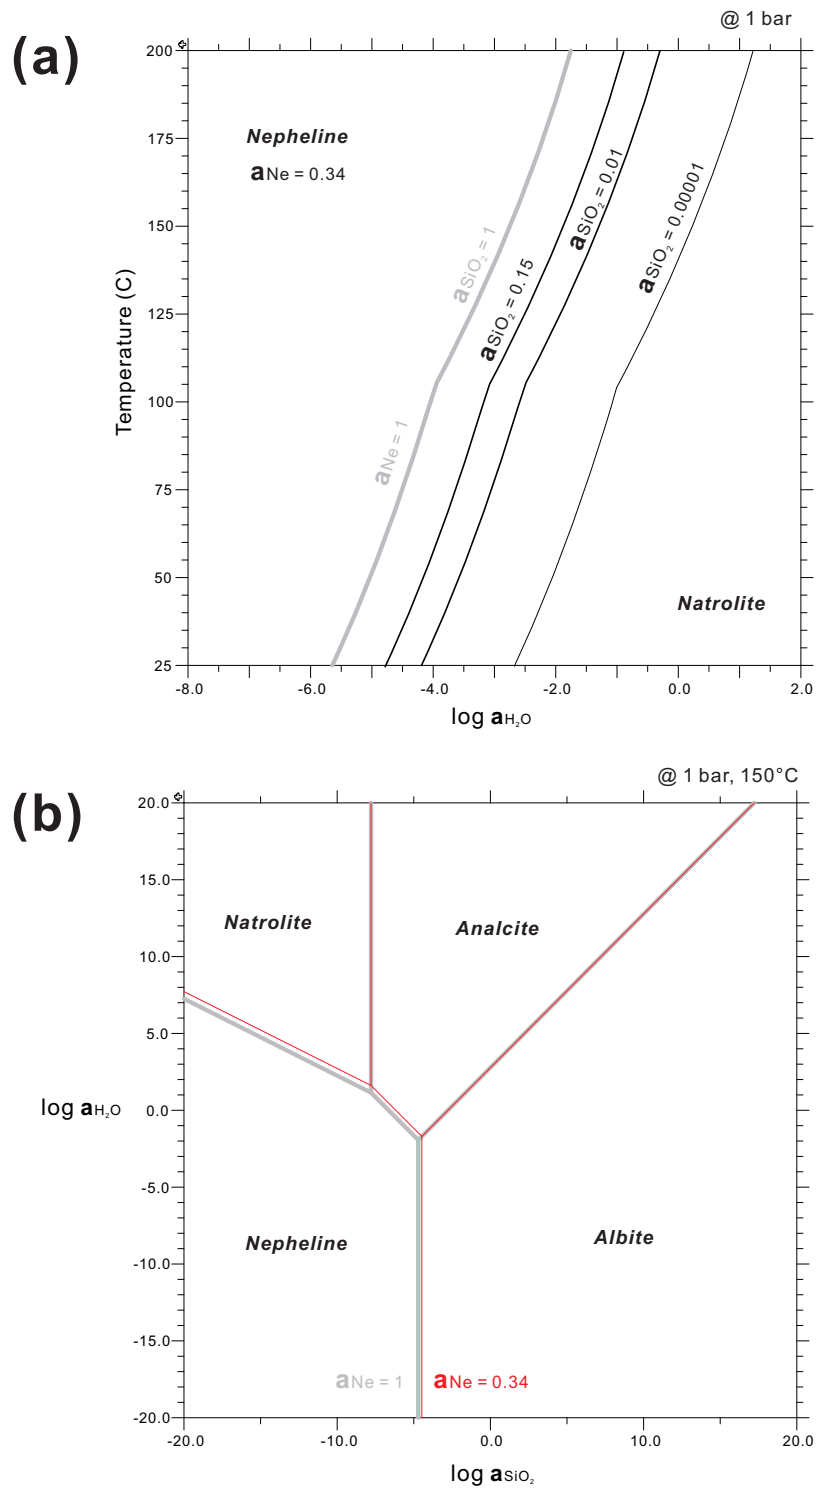 @ 1 bar
(a)
200
175
150
125
100
75
50
25
Temperature (C)
Nepheline
aNe = 0.34
aSiO₂ = 1
aNe = 1
aSiO₂ = 0.15
aSiO₂ = 0.01
aSiO₂ = 0.00001
Natrolite
-8.0 -6.0 -4.0 -2.0 0.0 2.0
log aH₂O
@ 1 bar, 150°C
(b)
20.0
15.0
10.0
5.0
0.0
-5.0
-10.0
-15.0
-20.0
log aH₂O
Natrolite
Analcite
Nepheline
Albite
aNe = 1
aNe = 0.34
-20.0 -10.0 0.0 10.0 20.0
log aSiO₂